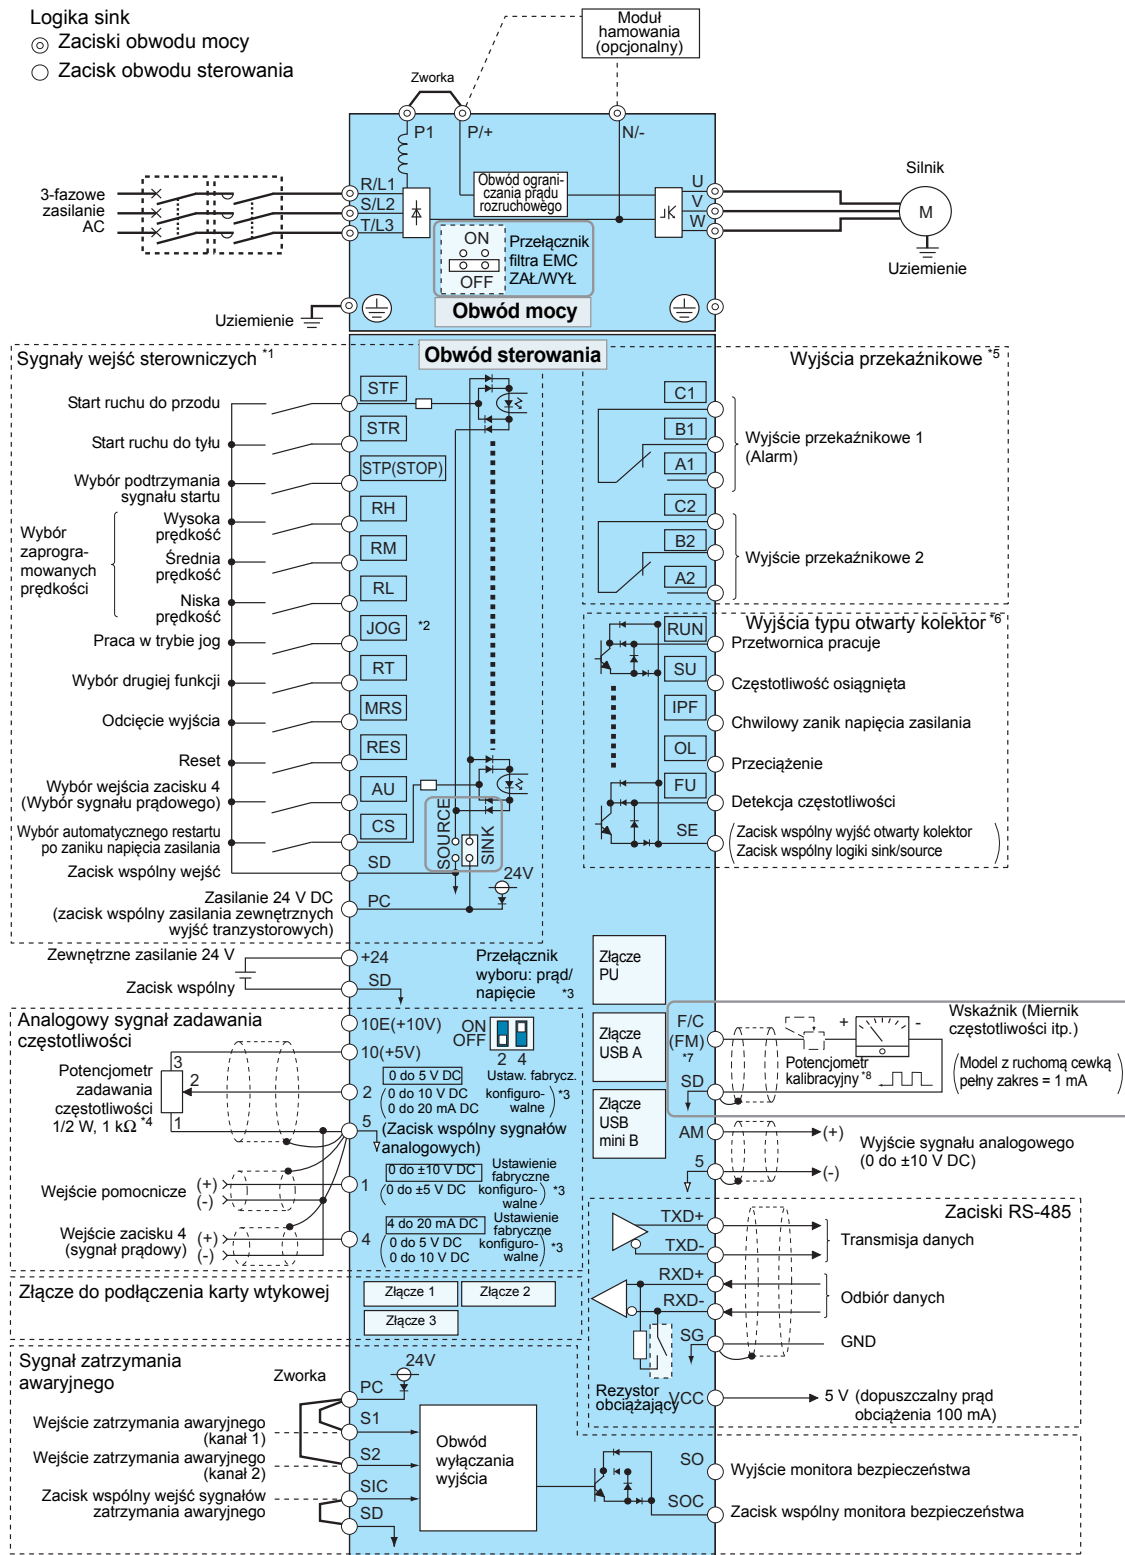 Logika sink
Zaciski obwodu mocy
Zacisk obwodu sterowania
Moduł
hamowania
(opcjonalny)
Zworka
P1
P/+
N/-
3-fazowe
zasilanie
AC
R/L1
S/L2
T/L3
Obwód ograni-
czania prądu
rozruchowego
U
V
W
Silnik
M
Uziemienie
ON
OFF
Przełącznik
filtra EMC
ZAŁ/WYŁ
Uziemienie
Obwód mocy
Obwód sterowania
Sygnały wejść sterowniczych *1
Start ruchu do przodu
STF
Start ruchu do tyłu
STR
Wybór podtrzymania
sygnału startu
STP(STOP)
Wybór
zaprogra-
mowanych
prędkości
Wysoka
prędkość
RH
Średnia
prędkość
RM
Niska
prędkość
RL
Praca w trybie jog
JOG *2
Wybór drugiej funkcji
RT
Odcięcie wyjścia
MRS
Reset
RES
Wybór wejścia zacisku 4
(Wybór sygnału prądowego)
AU
Wybór automatycznego restartu
po zaniku napięcia zasilania
CS
Zacisk wspólny wejść
SD
SOURCE
SINK
24V
Zasilanie 24 V DC
(zacisk wspólny zasilania zewnętrznych
wyjść tranzystorowych)
PC
Wyjścia przekaźnikowe *5
C1
B1
A1
Wyjście przekaźnikowe 1
(Alarm)
C2
B2
A2
Wyjście przekaźnikowe 2
Wyjścia typu otwarty kolektor *6
RUN
Przetwornica pracuje
SU
Częstotliwość osiągnięta
IPF
Chwilowy zanik napięcia zasilania
OL
Przeciążenie
FU
Detekcja częstotliwości
SE
(Zacisk wspólny wyjść otwarty kolektor
Zacisk wspólny logiki sink/source)
Zewnętrzne zasilanie 24 V
+24
Zacisk wspólny
SD
Przełącznik
wyboru: prąd/
napięcie *3
Złącze
PU
Złącze
USB A
Złącze
USB
mini B
Analogowy sygnał zadawania
częstotliwości
10E(+10V)
ON
OFF
2 4
10(+5V)
Potencjometr
zadawania
częstotliwości
1/2 W, 1 kΩ *4
3
2
1
2
0 do 5 V DC
Ustaw. fabrycz.
(0 do 10 V DC
0 do 20 mA DC
konfiguro-
walne) *3
5
(Zacisk wspólny sygnałów
analogowych)
Wejście pomocnicze
(+)
(-)
1
0 do ±10 V DC
Ustawienie
fabryczne
(0 do ±5 V DC
konfiguro-
walne) *3
Wejście zacisku 4
(sygnał prądowy)
(+)
(-)
4
4 do 20 mA DC
Ustawienie
fabryczne
(0 do 5 V DC
0 do 10 V DC
konfiguro-
walne) *3
F/C
(FM)
*7
SD
+
-
Wskaźnik (Miernik
częstotliwości itp.)
Potencjometr
kalibracyjny *8
(Model z ruchomą cewką
pełny zakres = 1 mA)
AM
5
(+)
(-)
Wyjście sygnału analogowego
(0 do ±10 V DC)
Zaciski RS-485
TXD+
TXD-
Transmisja danych
RXD+
RXD-
Odbiór danych
SG
GND
Rezystor
obciążający
VCC
5 V (dopuszczalny prąd
obciążenia 100 mA)
Złącze do podłączenia karty wtykowej
Złącze 1
Złącze 2
Złącze 3
Sygnał zatrzymania
awaryjnego
Zworka
24V
PC
Wejście zatrzymania awaryjnego
(kanał 1)
S1
Wejście zatrzymania awaryjnego
(kanał 2)
S2
Zacisk wspólny wejść sygnałów
zatrzymania awaryjnego
SIC
SD
Obwód
wyłączania
wyjścia
SO
Wyjście monitora bezpieczeństwa
SOC
Zacisk wspólny monitora bezpieczeństwa